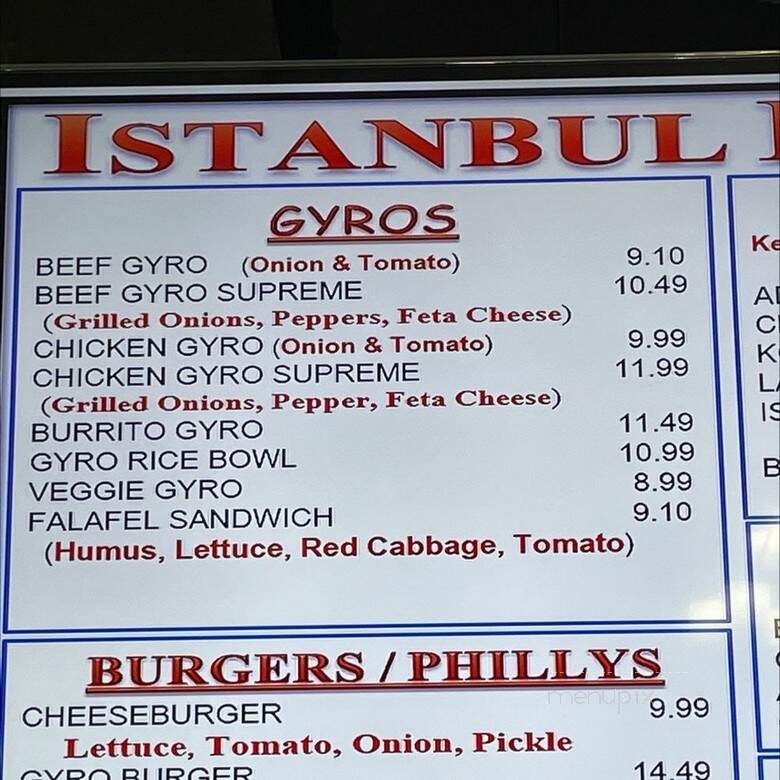 ISTANBUL
GYROS
BEEF GYRO (Onion & Tomato) 9.10
BEEF GYRO SUPREME 10.49
(Grilled Onions, Peppers, Feta Cheese)
CHICKEN GYRO (Onion & Tomato) 9.99
CHICKEN GYRO SUPREME 11.99
(Grilled Onions, Pepper, Feta Cheese)
BURRITO GYRO 11.49
GYRO RICE BOWL 10.99
VEGGIE GYRO 8.99
FALAFEL SANDWICH 9.10
(Humus, Lettuce, Red Cabbage, Tomato)
BURGERS / PHILLYS
menupix
CHEESEBURGER 9.99
Lettuce, Tomato, Onion, Pickle
GYRO BURGER 14.49